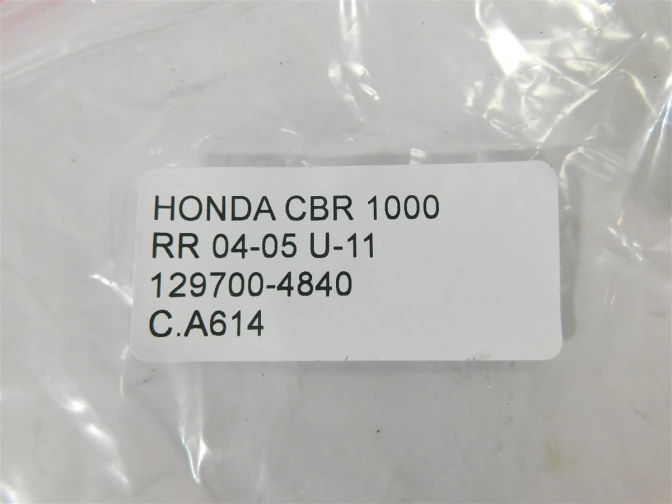 HONDA CBR 1000
RR 04-05 U-11
129700-4840
C.A614